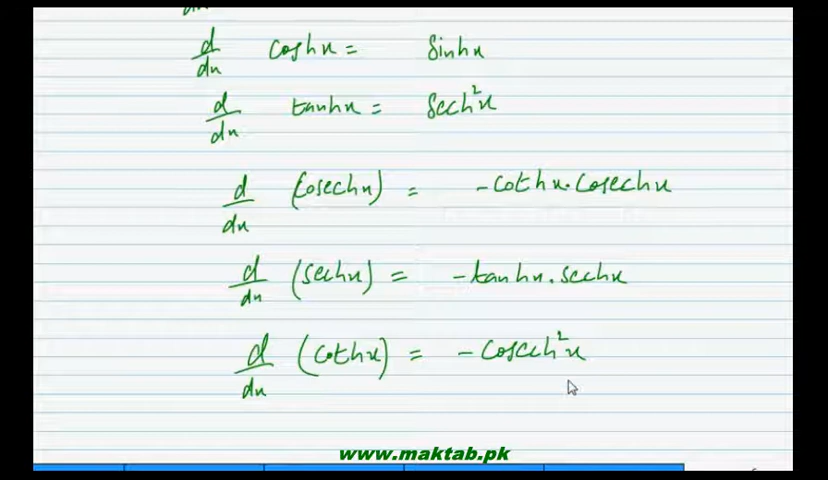 d/dx coshx = sinhx
d/dx tanhx = sech²x
d/dx (cosechx) = -cothx.cosechx
d/dx (sechx) = -tanhx.sechx
d/dx (cothx) = -cosech²x
www.maktab.pk